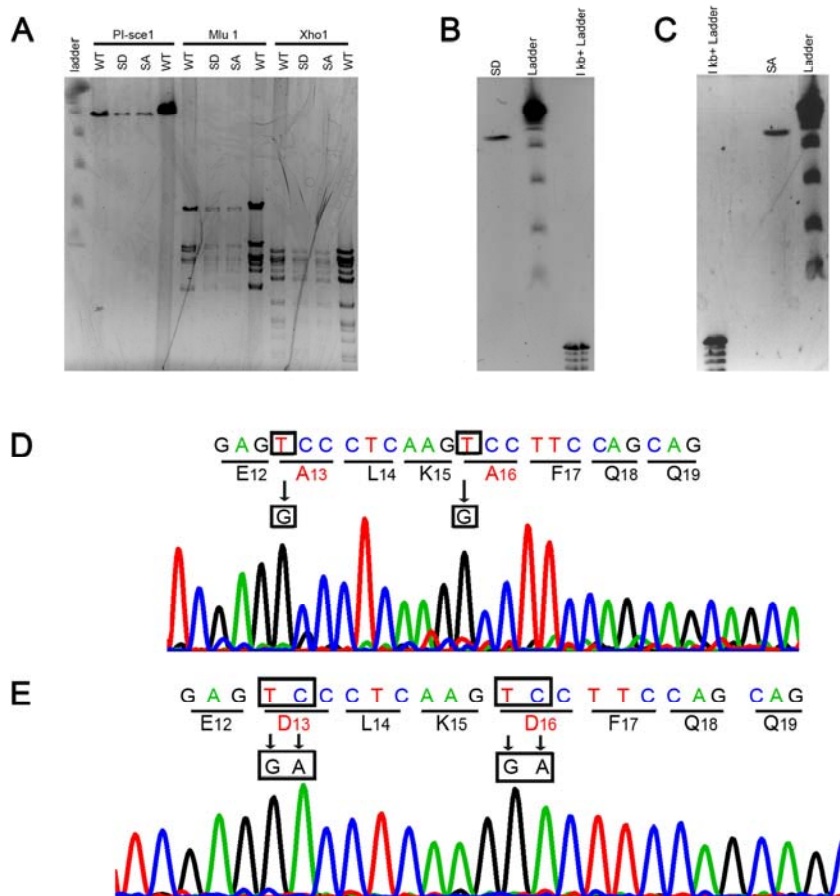 A
PI-sce1 Mlu 1 Xho1
ladder WT SD SA WT WT SD SA WT WT SD SA WT
B
SD Ladder I kb+ Ladder
C
I kb+ Ladder SA Ladder
D
G A G T C C C T C A A G T C C T T C C A G C A G
E12 A13 L14 K15 A16 F17 Q18 Q19
G G
E
G A G T C C C T C A A G T C C T T C C A G C A G
E12 D13 L14 K15 D16 F17 Q18 Q19
G A G A